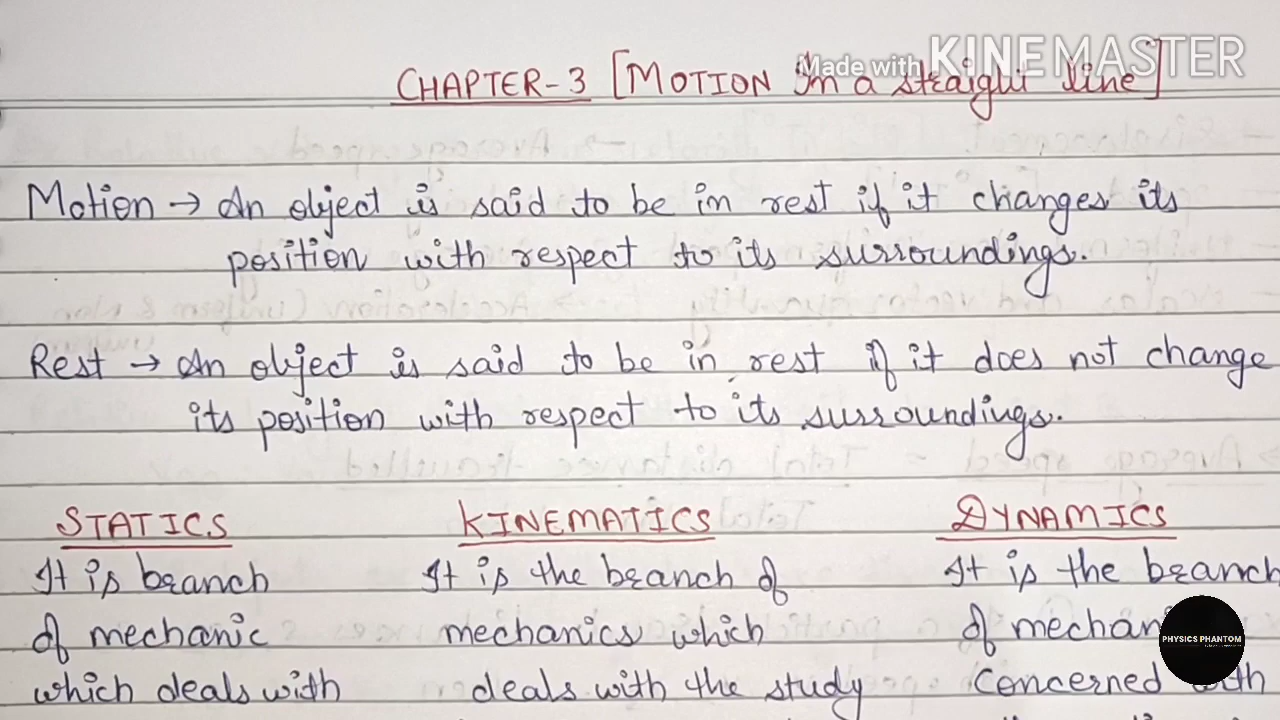 Made with KINEMASTER
CHAPTER-3 [MOTION In a straight line]
Motion → An object is said to be in rest if it changes its
position with respect to its surroundings.
Rest → An object is said to be in rest if it does not change
its position with respect to its surroundings.
STATICS KINEMATICS DYNAMICS
It is branch It is the branch of It is the branch
of mechanic mechanics which of mechan
which deals with deals with the study concerned with
PHYSICS PHANTOM